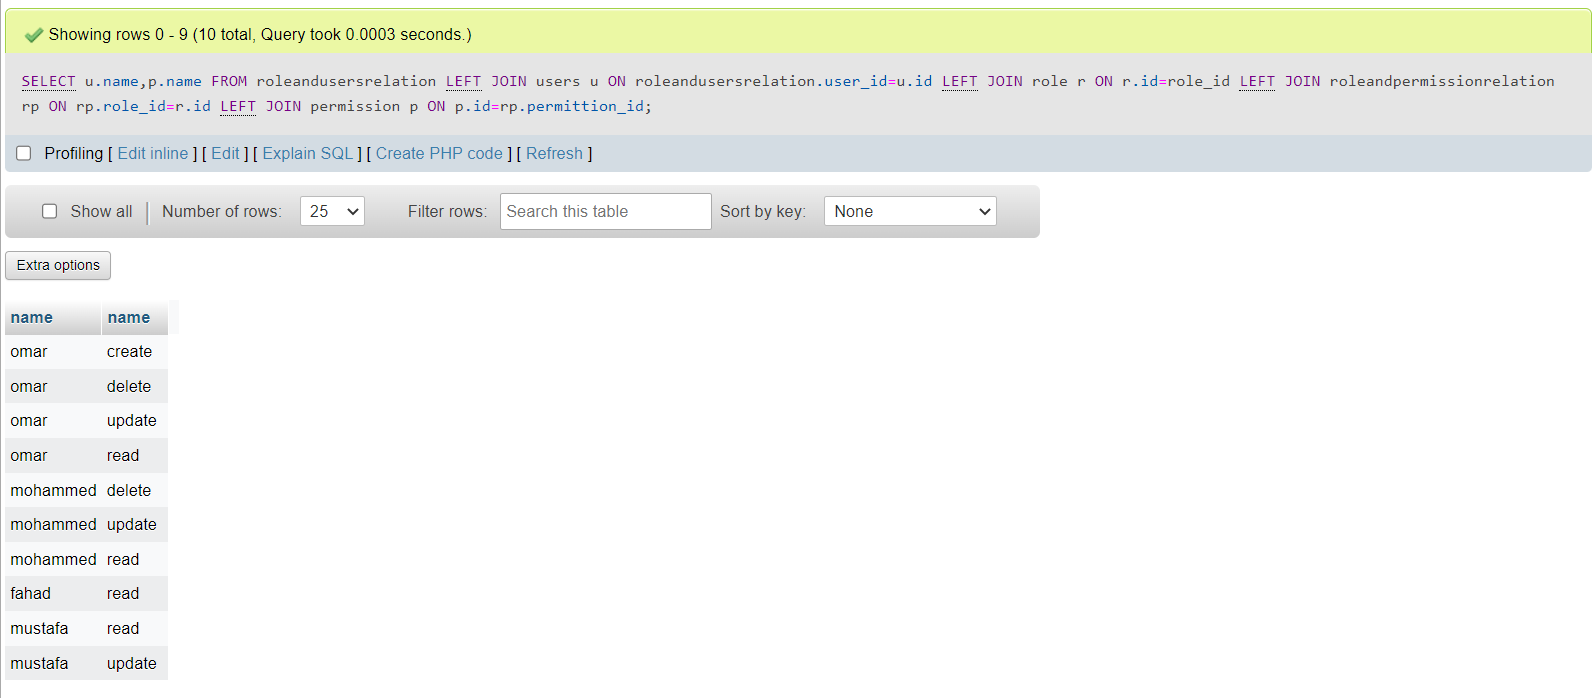 Showing rows 0 - 9 (10 total, Query took 0.0003 seconds.)
SELECT u.name,p.name FROM roleandusersrelation LEFT JOIN users u ON roleandusersrelation.user_id=u.id LEFT JOIN role r ON r.id=role_id LEFT JOIN roleandpermissionrelation
rp ON rp.role_id=r.id LEFT JOIN permission p ON p.id=rp.permittion_id;
Profiling [ Edit inline ] [ Edit ] [ Explain SQL ] [ Create PHP code ] [ Refresh ]
Show all Number of rows: 25 Filter rows: Search this table Sort by key: None
Extra options
name name
omar create
omar delete
omar update
omar read
mohammed delete
mohammed update
mohammed read
fahad read
mustafa read
mustafa update